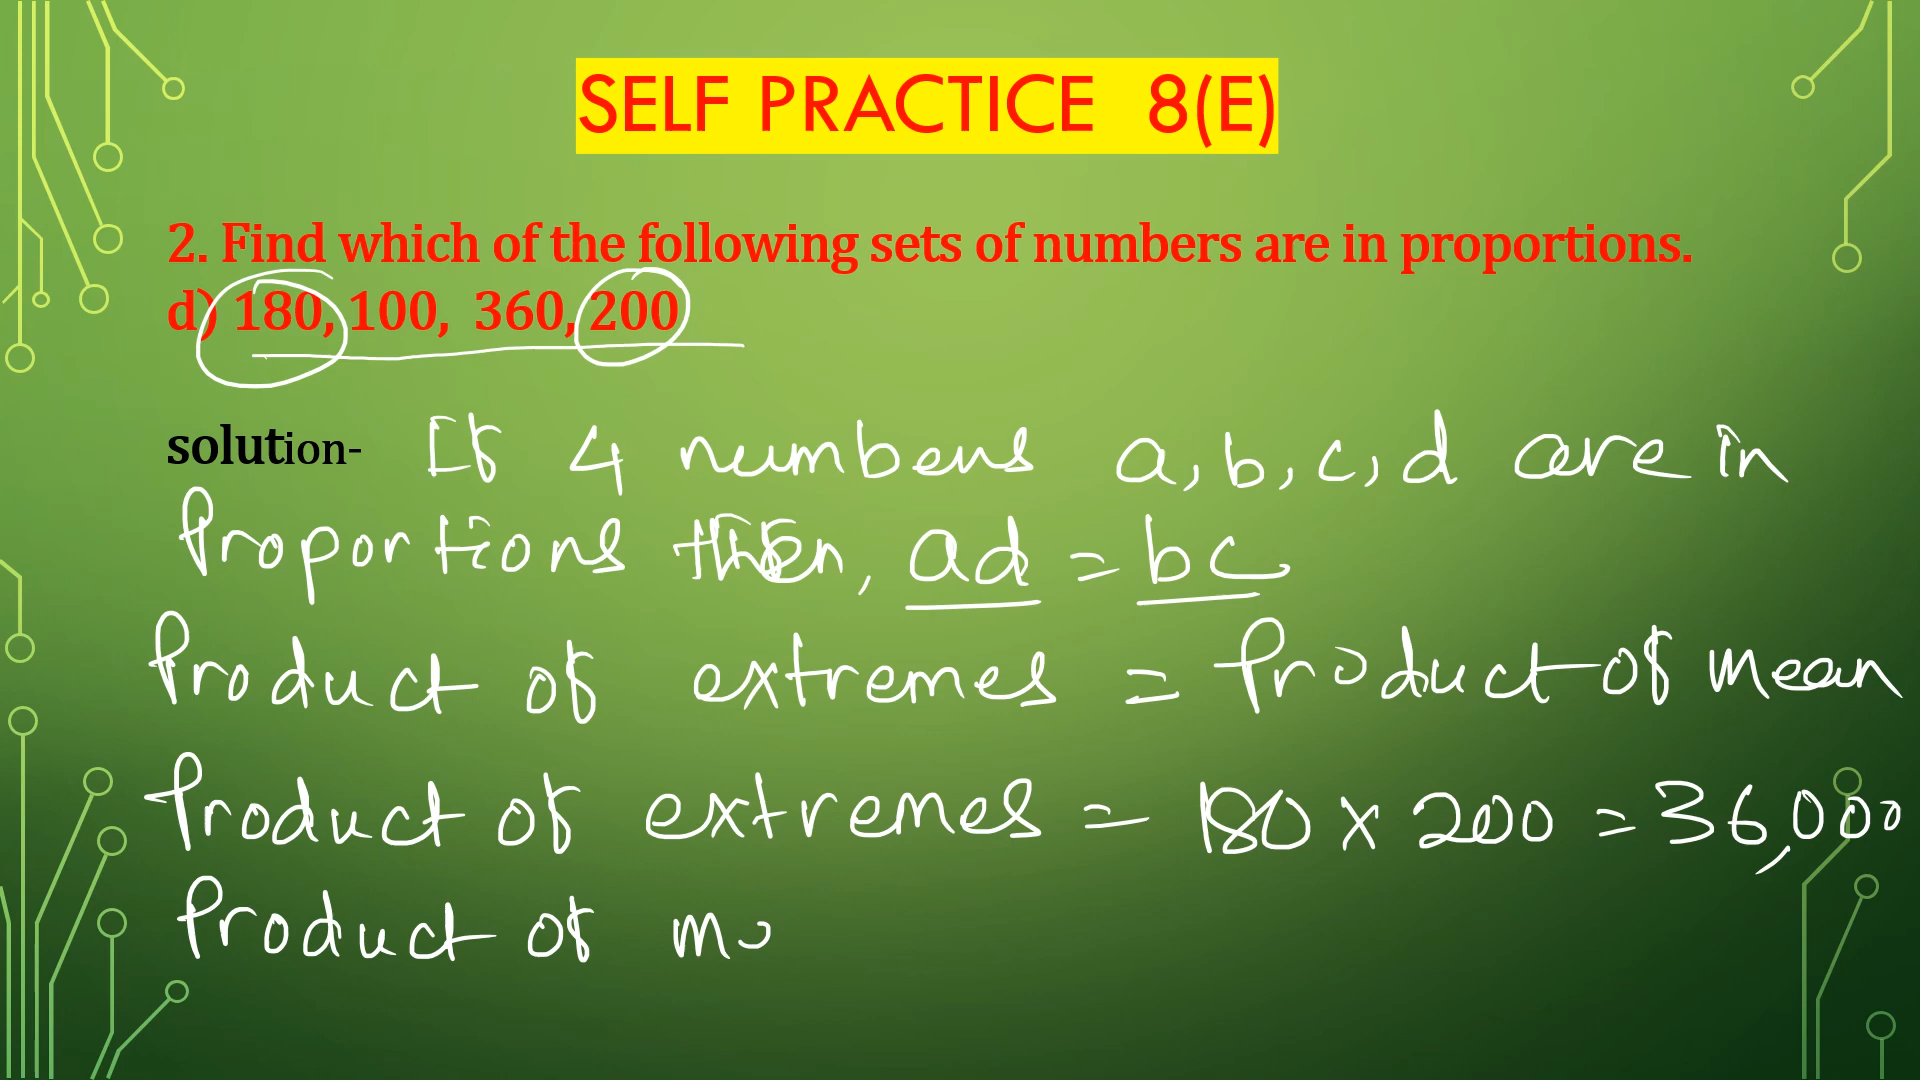 SELF PRACTICE 8(E)
2. Find which of the following sets of numbers are in proportions.
d) 180, 100, 360, 200
solution- If 4 numbers a, b, c, d are in
Proportions then, ad = bc
Product of extremes = Product of mean
Product of extremes = 180 x 200 = 36,000
Product of m